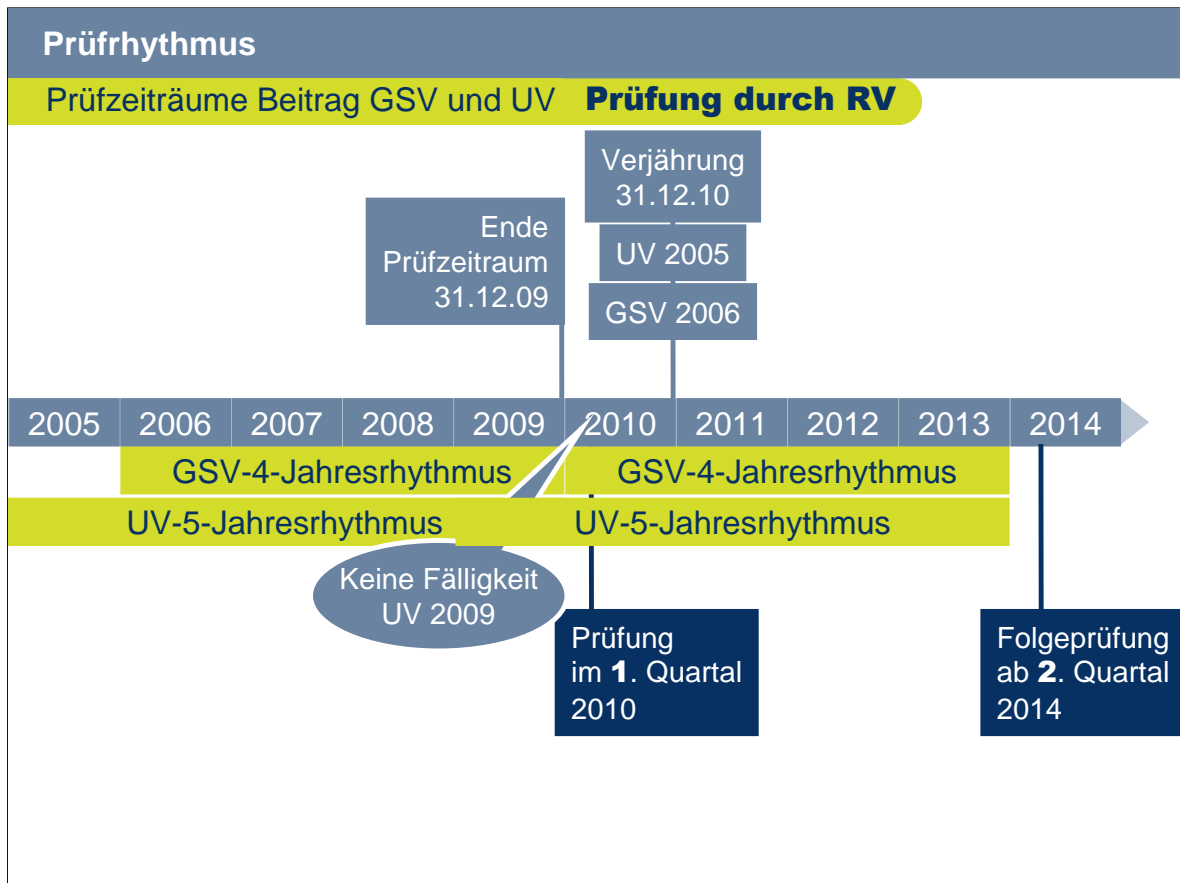 Prüfrhythmus
Prüfzeiträume Beitrag GSV und UV Prüfung durch RV
Verjährung
31.12.10
UV 2005
GSV 2006
Ende
Prüfzeitraum
31.12.09
2005 2006 2007 2008 2009 2010 2011 2012 2013 2014
GSV-4-Jahresrhythmus GSV-4-Jahresrhythmus
UV-5-Jahresrhythmus UV-5-Jahresrhythmus
Keine Fälligkeit
UV 2009
Prüfung
im 1. Quartal
2010
Folgeprüfung
ab 2. Quartal
2014